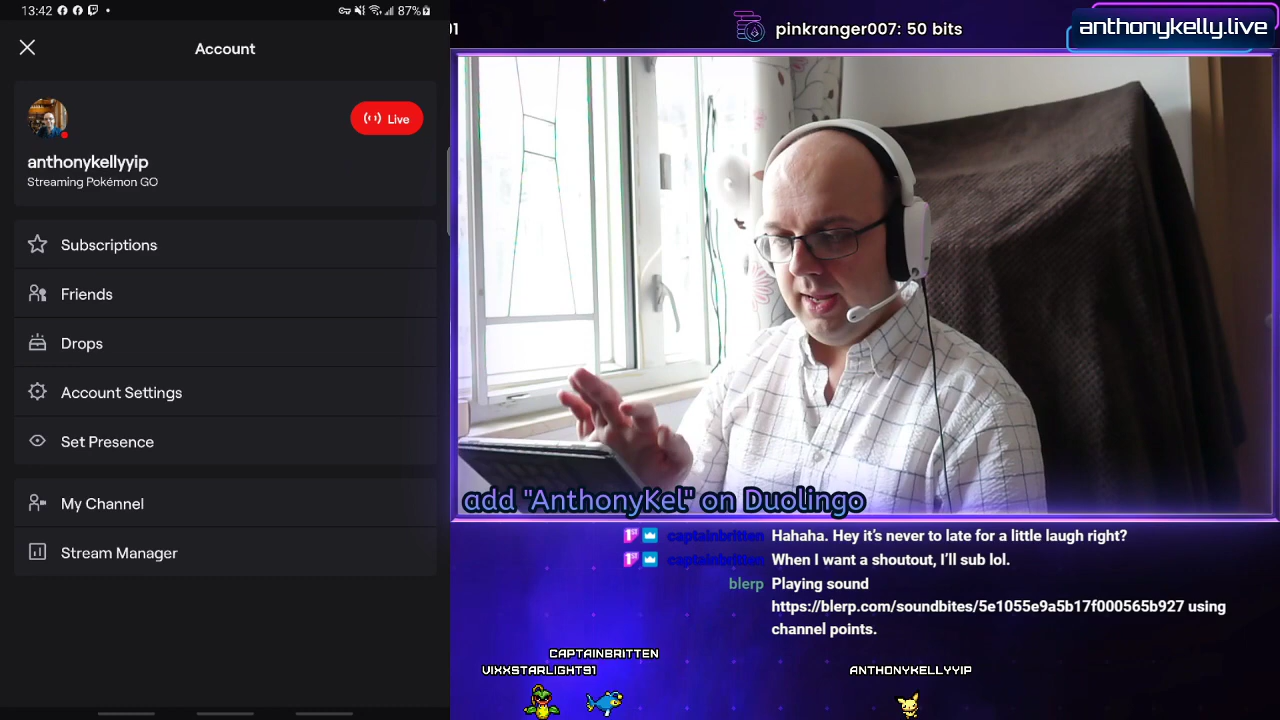 13:42
87%
Account
Live
anthonykellyyip
Streaming Pokémon GO
Subscriptions
Friends
Drops
Account Settings
Set Presence
My Channel
Stream Manager
pinkranger007: 50 bits
anthonykelly.live
add "AnthonyKel" on Duolingo
captainbritten Hahaha. Hey it’s never to late for a little laugh right?
captainbritten When I want a shoutout, I’ll sub lol.
blerp Playing sound
https://blerp.com/soundbites/5e1055e9a5b17f000565b927 using
channel points.
CAPTAINBRITTEN
VIXXSTARLIGHT91
ANTHONYKELLYYIP